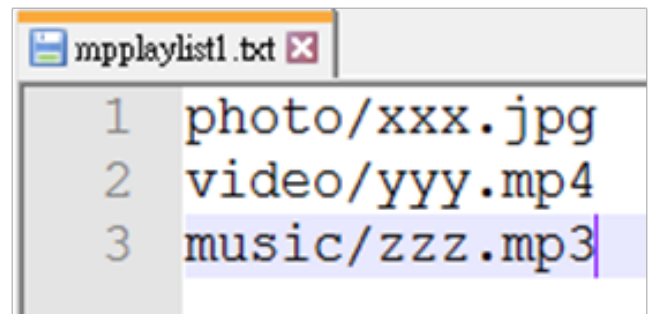 mpplaylist1.txt
1 photo/xxx.jpg
2 video/yyy.mp4
3 music/zzz.mp3